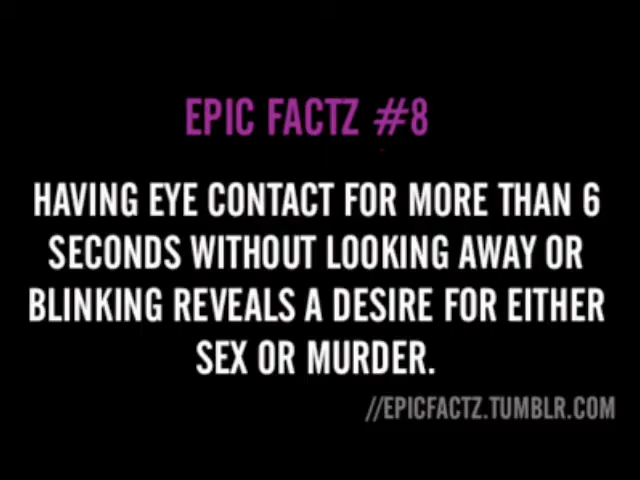 EPIC FACTZ #8
HAVING EYE CONTACT FOR MORE THAN 6
SECONDS WITHOUT LOOKING AWAY OR
BLINKING REVEALS A DESIRE FOR EITHER
SEX OR MURDER.
//EPICFACTZ.TUMBLR.COM